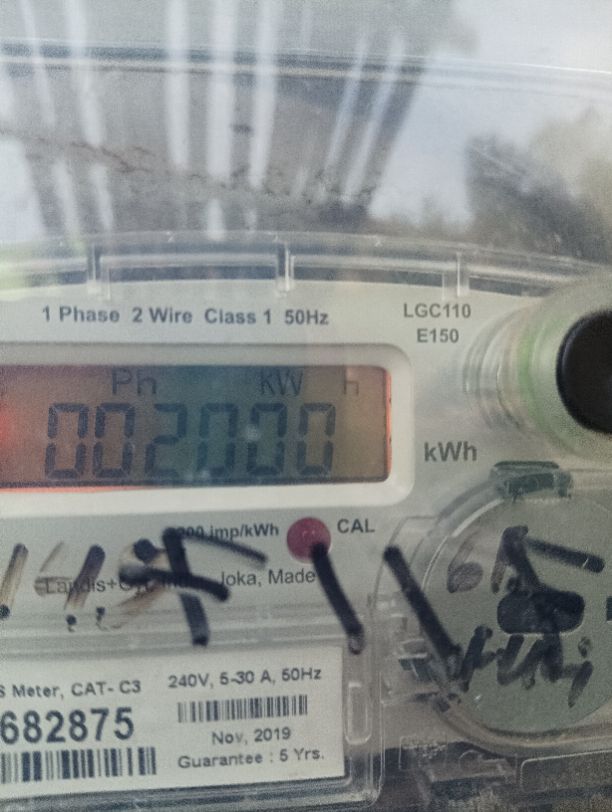 1 Phase 2 Wire Class 1 50Hz
LGC110
E150
Ph kW h
002000
kWh
imp/kWh
CAL
Joka, Made
S Meter, CAT- C3
682875
240V, 5-30 A, 50Hz
Nov, 2019
Guarantee : 5 Yrs.